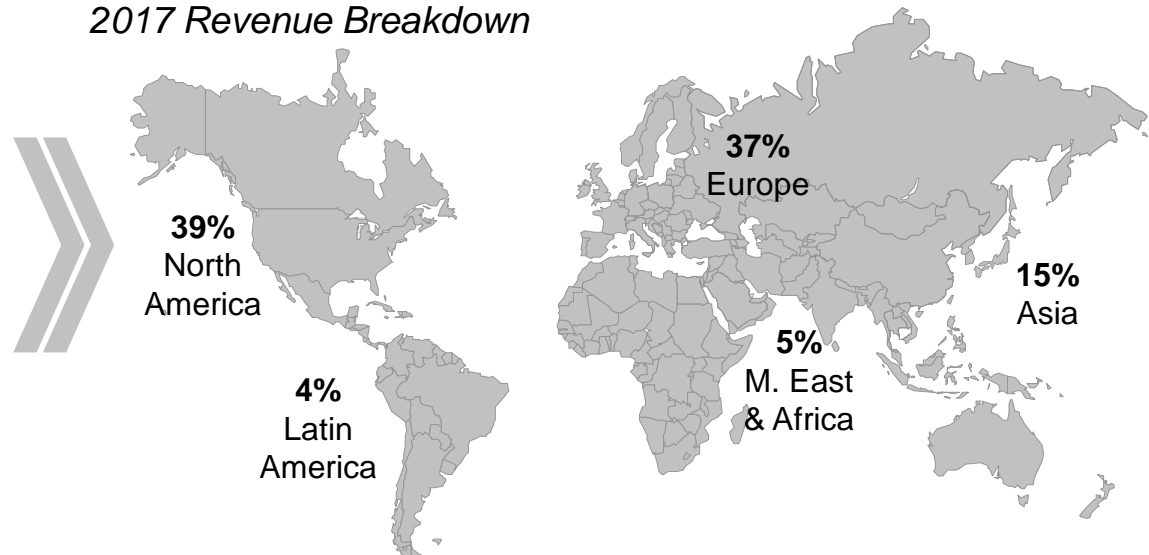 2017 Revenue Breakdown
37%
Europe
39%
North
America
15%
Asia
5%
M. East
& Africa
4%
Latin
America